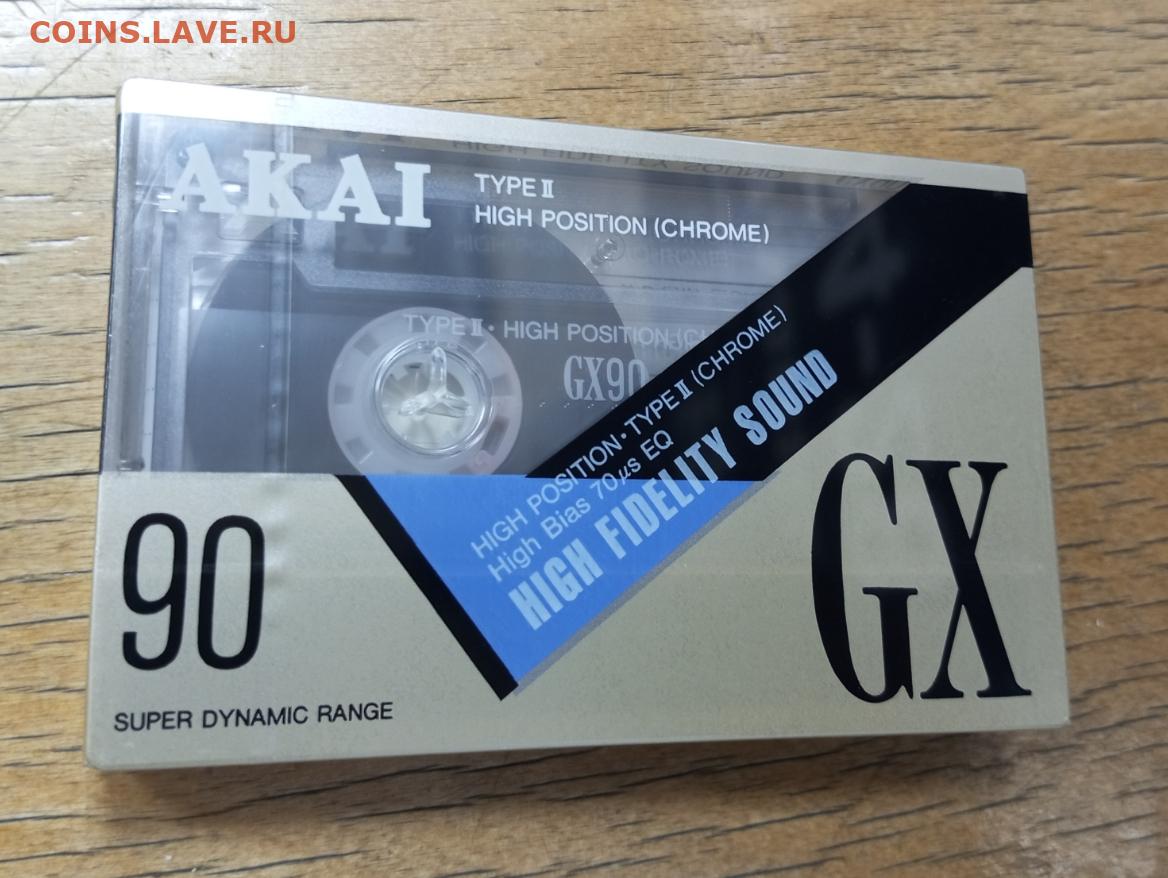 COINS.LAVE.RU
AKAI
TYPE II
HIGH POSITION (CHROME)
TYPE II • HIGH POSITION
GX90
HIGH POSITION • TYPE II (CHROME)
High Bias 70µs EQ
HIGH FIDELITY SOUND
90
GX
SUPER DYNAMIC RANGE